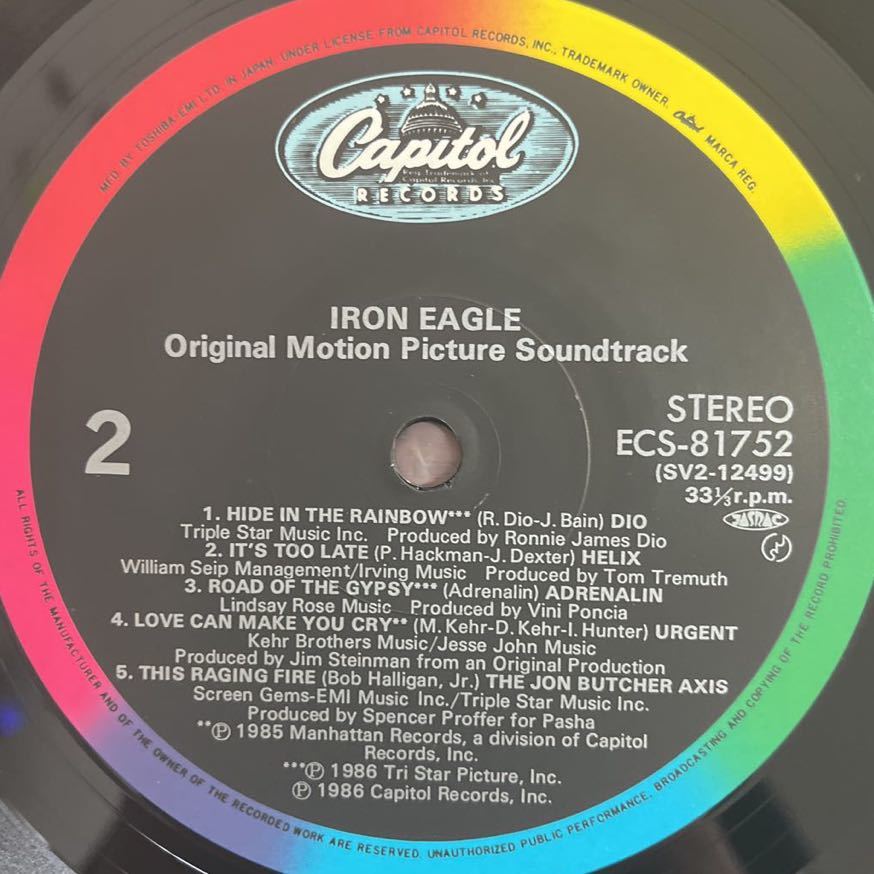 MFD. BY TOSHIBA-EMI LTD. IN JAPAN, UNDER LICENSE FROM CAPITOL RECORDS, INC., TRADEMARK OWNER. Capitol MARCA REG.
Capitol
Reg. Trademark of
Capitol Records, Inc.
RECORDS
IRON EAGLE
Original Motion Picture Soundtrack
2
STEREO
ECS-81752
(SV2-12499)
33⅓r.p.m.
JASRAC
1. HIDE IN THE RAINBOW*** (R. Dio-J. Bain) DIO
Triple Star Music Inc. Produced by Ronnie James Dio
2. IT'S TOO LATE (P. Hackman-J. Dexter) HELIX
William Seip Management/Irving Music Produced by Tom Tremuth
3. ROAD OF THE GYPSY*** (Adrenalin) ADRENALIN
Lindsay Rose Music Produced by Vini Poncia
4. LOVE CAN MAKE YOU CRY** (M. Kehr-D. Kehr-I. Hunter) URGENT
Kehr Brothers Music/Jesse John Music
Produced by Jim Steinman from an Original Production
5. THIS RAGING FIRE (Bob Halligan, Jr.) THE JON BUTCHER AXIS
Screen Gems-EMI Music Inc./Triple Star Music Inc.
Produced by Spencer Proffer for Pasha
**℗ 1985 Manhattan Records, a division of Capitol
Records, Inc.
***℗ 1986 Tri Star Picture, Inc.
℗ 1986 Capitol Records, Inc.
ALL RIGHTS OF THE MANUFACTURER AND OF THE OWNER OF THE RECORDED WORK ARE RESERVED. UNAUTHORIZED PUBLIC PERFORMANCE, BROADCASTING AND COPYING OF THE RECORD PROHIBITED.